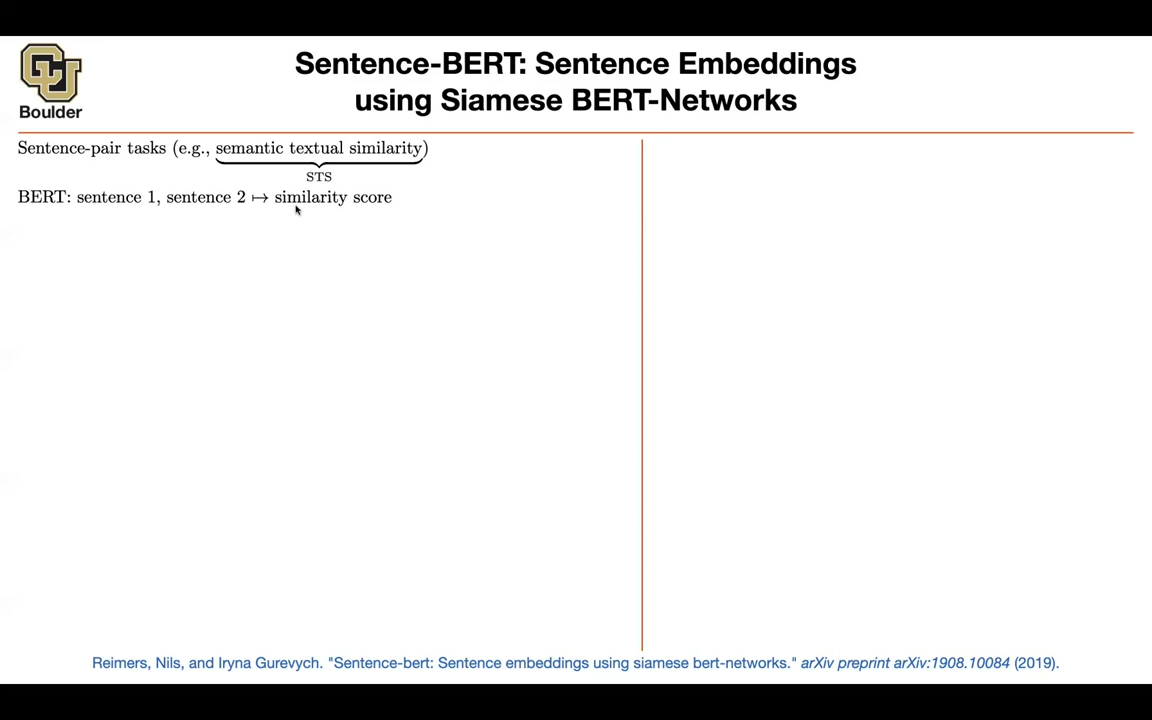 Boulder
Sentence-BERT: Sentence Embeddings
using Siamese BERT-Networks
Sentence-pair tasks (e.g., semantic textual similarity)
STS
BERT: sentence 1, sentence 2 ↦ similarity score
Reimers, Nils, and Iryna Gurevych. "Sentence-bert: Sentence embeddings using siamese bert-networks." arXiv preprint arXiv:1908.10084 (2019).